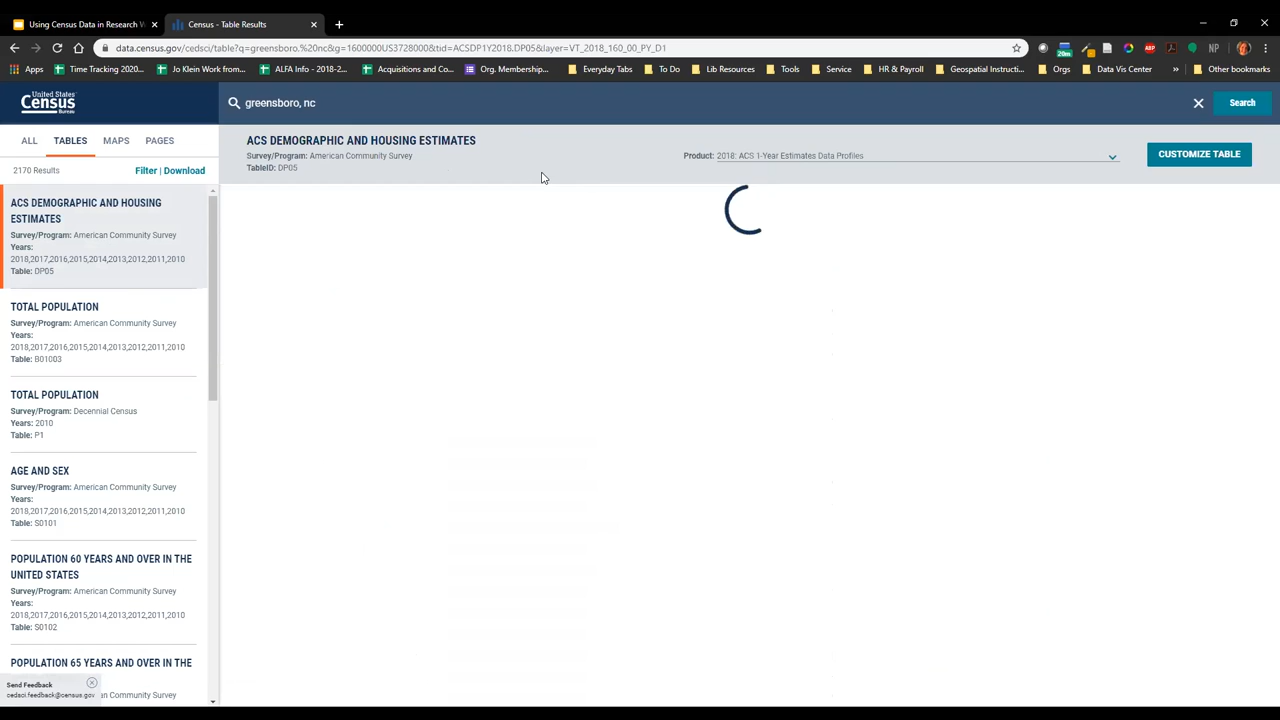 Using Census Data in Research W
Census - Table Results
data.census.gov/cedsci/table?q=greensboro.%20nc&g=1600000US3728000&tid=ACSDP1Y2018.DP05&layer=VT_2018_160_00_PY_D1
20m
ABP
NP
Apps
Time Tracking 2020...
Jo Klein Work from...
ALFA Info - 2018-2...
Acquisitions and Co...
Org. Membership...
Everyday Tabs
To Do
Lib Resources
Tools
Service
HR & Payroll
Geospatial Instructi...
Orgs
Data Vis Center
»
Other bookmarks
United States®
Census
Bureau
greensboro, nc
Search
ALL
TABLES
MAPS
PAGES
2170 Results
Filter | Download
ACS DEMOGRAPHIC AND HOUSING ESTIMATES
Survey/Program: American Community Survey
TableID: DP05
Product: 2018: ACS 1-Year Estimates Data Profiles
CUSTOMIZE TABLE
ACS DEMOGRAPHIC AND HOUSING
ESTIMATES
Survey/Program: American Community Survey
Years:
2018,2017,2016,2015,2014,2013,2012,2011,2010
Table: DP05
TOTAL POPULATION
Survey/Program: American Community Survey
Years:
2018,2017,2016,2015,2014,2013,2012,2011,2010
Table: B01003
TOTAL POPULATION
Survey/Program: Decennial Census
Years: 2010
Table: P1
AGE AND SEX
Survey/Program: American Community Survey
Years:
2018,2017,2016,2015,2014,2013,2012,2011,2010
Table: S0101
POPULATION 60 YEARS AND OVER IN THE
UNITED STATES
Survey/Program: American Community Survey
Years:
2018,2017,2016,2015,2014,2013,2012,2011,2010
Table: S0102
POPULATION 65 YEARS AND OVER IN THE
Send Feedback
cedsci.feedback@census.gov
an Community Survey